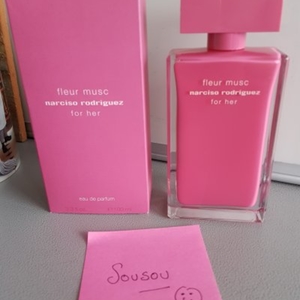 fleur musc
narciso rodriguez
for her
eau de parfum
fleur musc
narciso rodriguez
for her
Sousou